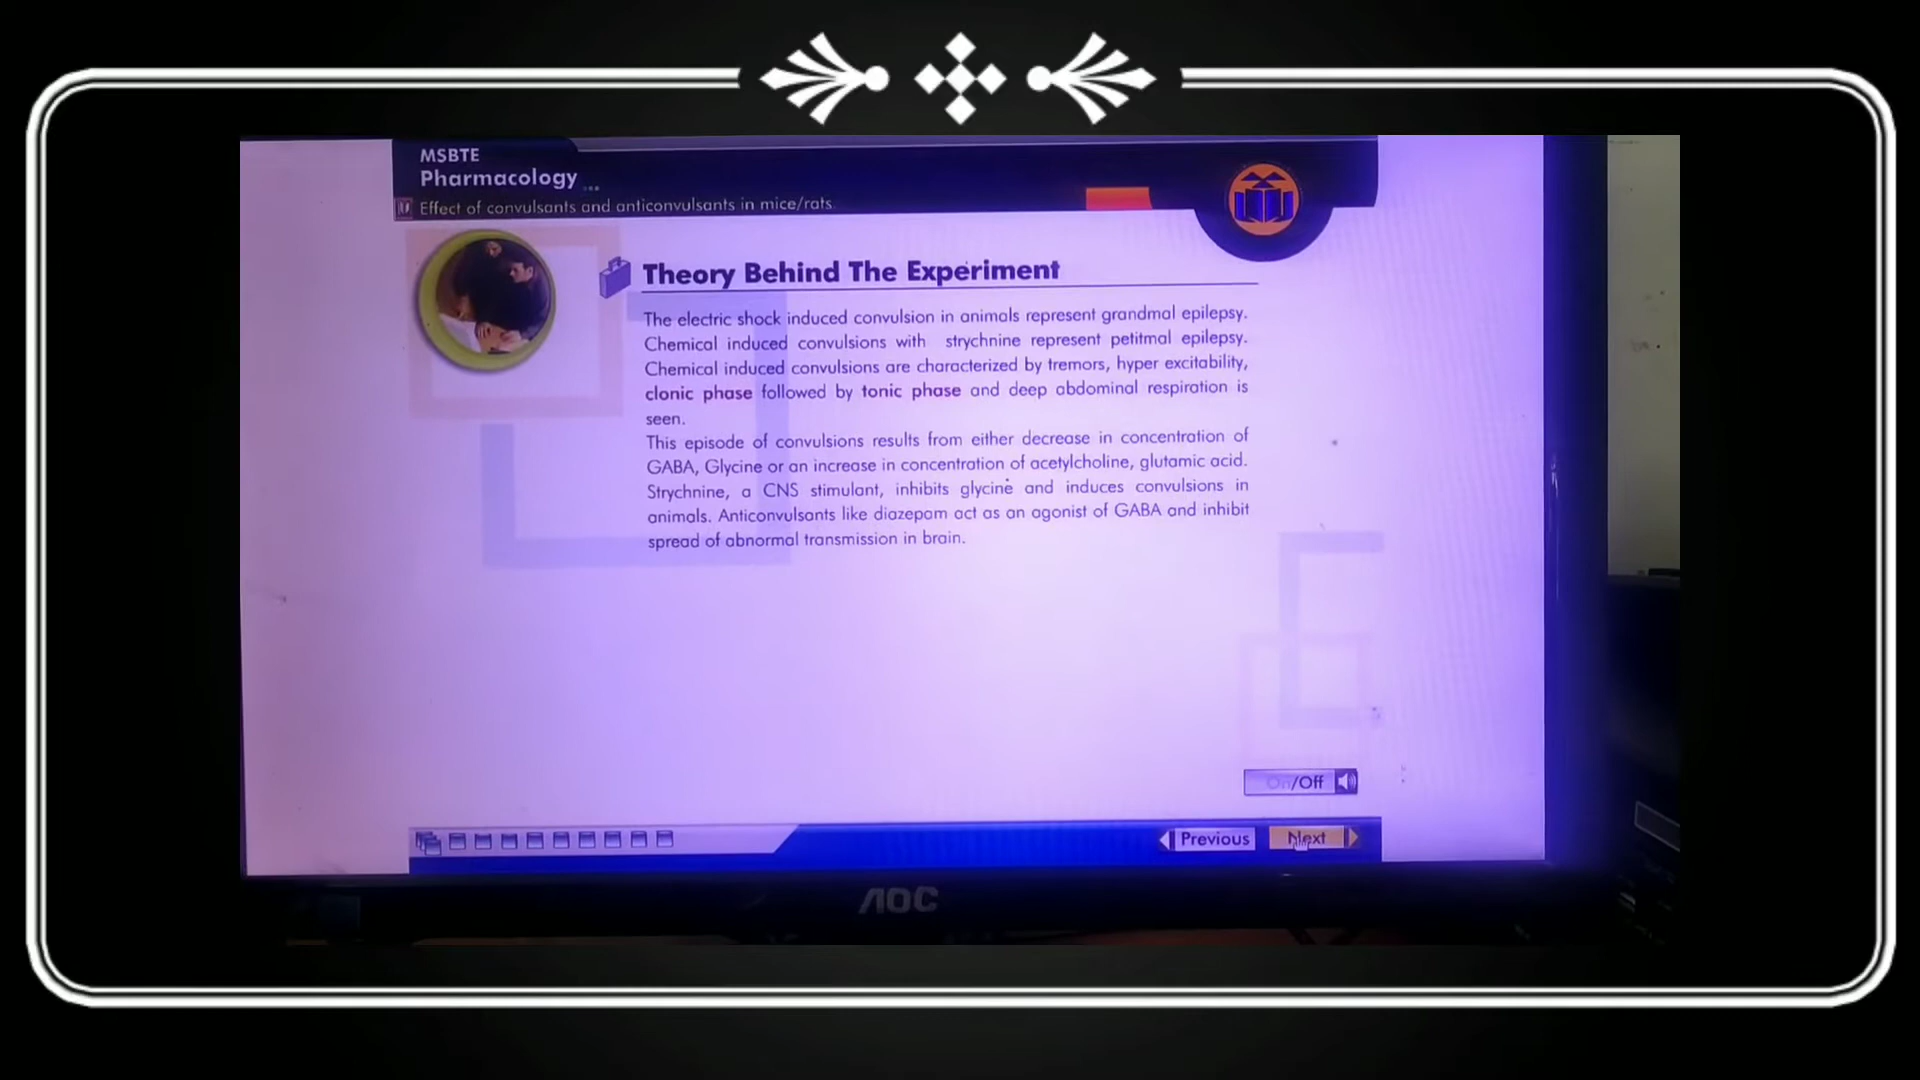 MSBTE
Pharmacology ...
Effect of convulsants and anticonvulsants in mice/rats
Theory Behind The Experiment
The electric shock induced convulsion in animals represent grandmal epilepsy.
Chemical induced convulsions with strychnine represent petitmal epilepsy.
Chemical induced convulsions are characterized by tremors, hyper excitability,
clonic phase followed by tonic phase and deep abdominal respiration is
seen.
This episode of convulsions results from either decrease in concentration of
GABA, Glycine or an increase in concentration of acetylcholine, glutamic acid.
Strychnine, a CNS stimulant, inhibits glycine and induces convulsions in
animals. Anticonvulsants like diazepam act as an agonist of GABA and inhibit
spread of abnormal transmission in brain.
On/Off
Previous Next
AOC